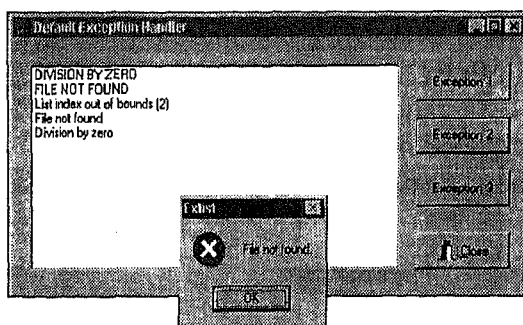 Default Exception Handler
DIVISION BY ZERO
FILE NOT FOUND
List index out of bounds (2)
File not found
Division by zero
Exception
Exception 2
Exception 3
Close
File not found.
OK